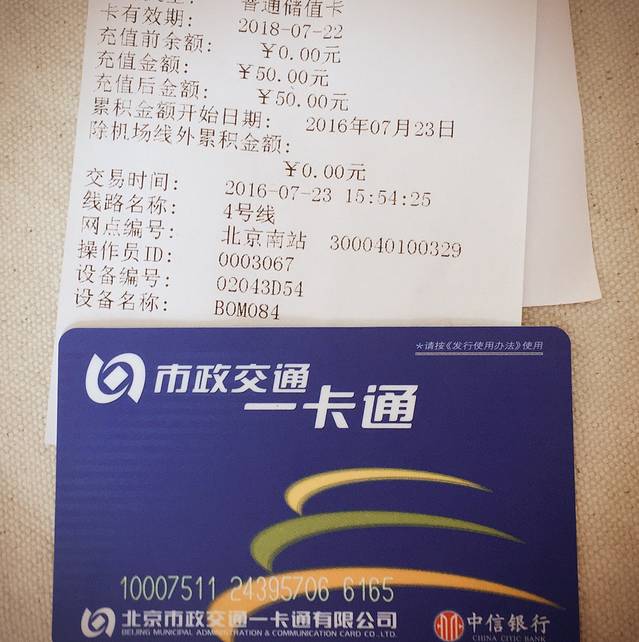 普通储值卡
卡有效期： 2018-07-22
充值前余额： ￥0.00元
充值金额： ￥50.00元
充值后金额： ￥50.00元
累积金额开始日期： 2016年07月23日
除机场线外累积金额：
￥0.00元
交易时间： 2016-07-23 15:54:25
线路名称： 4号线
网点编号： 北京南站 300040100329
操作员ID: 0003067
设备编号： 02043D54
设备名称： BOM084
*请按《发行使用办法》使用
市政交通
一卡通
10007511 24395706 6165
北京市政交通一卡通有限公司
BEIJING MUNICIPAL ADMINISTRATION & COMMUNICATION CARD CO.,LTD.
中信银行
CHINA CITIC BANK